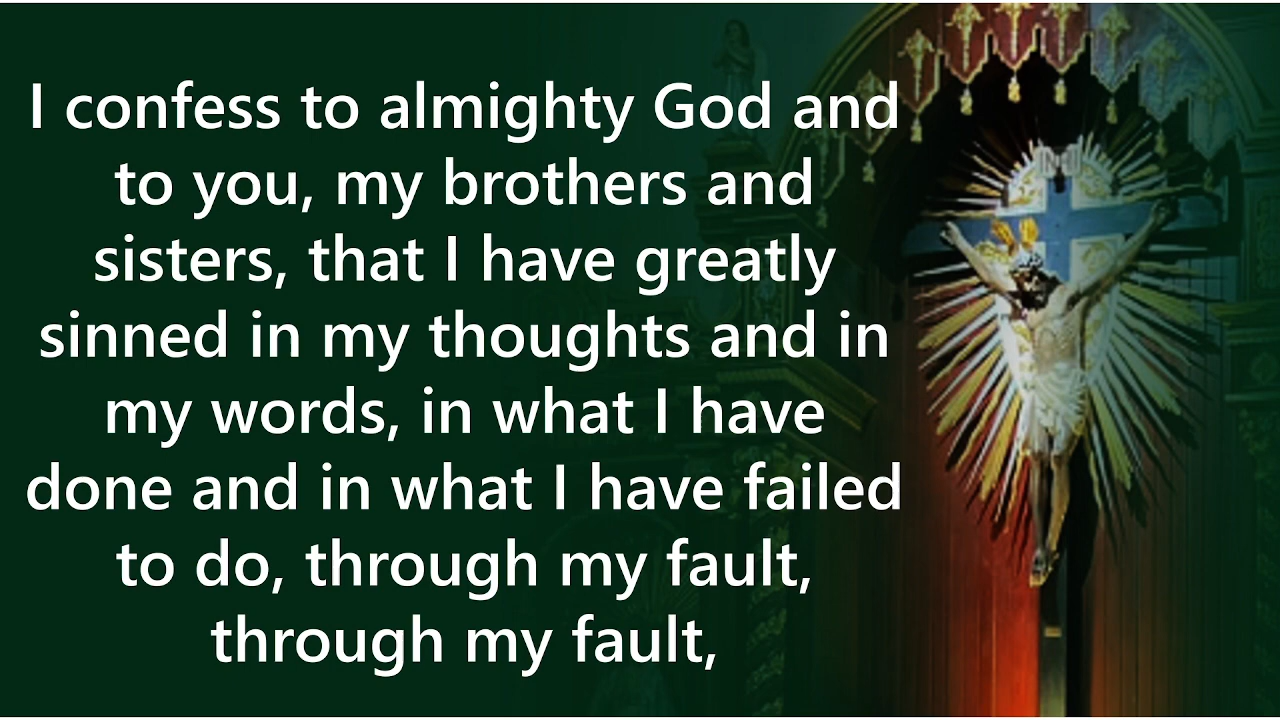 I confess to almighty God and
to you, my brothers and
sisters, that I have greatly
sinned in my thoughts and in
my words, in what I have
done and in what I have failed
to do, through my fault,
through my fault,